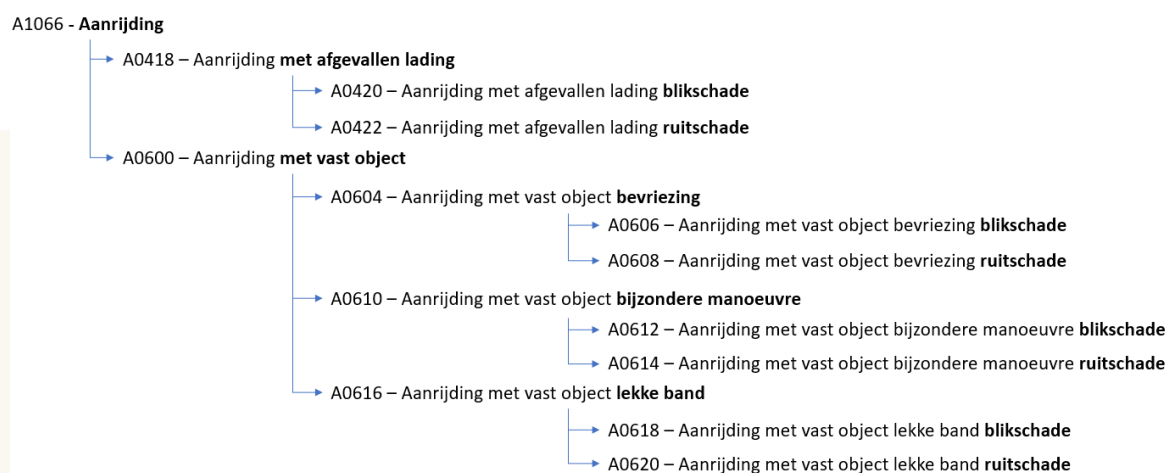 A1066 - Aanrijding
A0418 – Aanrijding met afgevallen lading
A0420 – Aanrijding met afgevallen lading blikschade
A0422 – Aanrijding met afgevallen lading ruitschade
A0600 – Aanrijding met vast object
A0604 – Aanrijding met vast object bevriezing
A0606 – Aanrijding met vast object bevriezing blikschade
A0608 – Aanrijding met vast object bevriezing ruitschade
A0610 – Aanrijding met vast object bijzondere manoeuvre
A0612 – Aanrijding met vast object bijzondere manoeuvre blikschade
A0614 – Aanrijding met vast object bijzondere manoeuvre ruitschade
A0616 – Aanrijding met vast object lekke band
A0618 – Aanrijding met vast object lekke band blikschade
A0620 – Aanrijding met vast object lekke band ruitschade